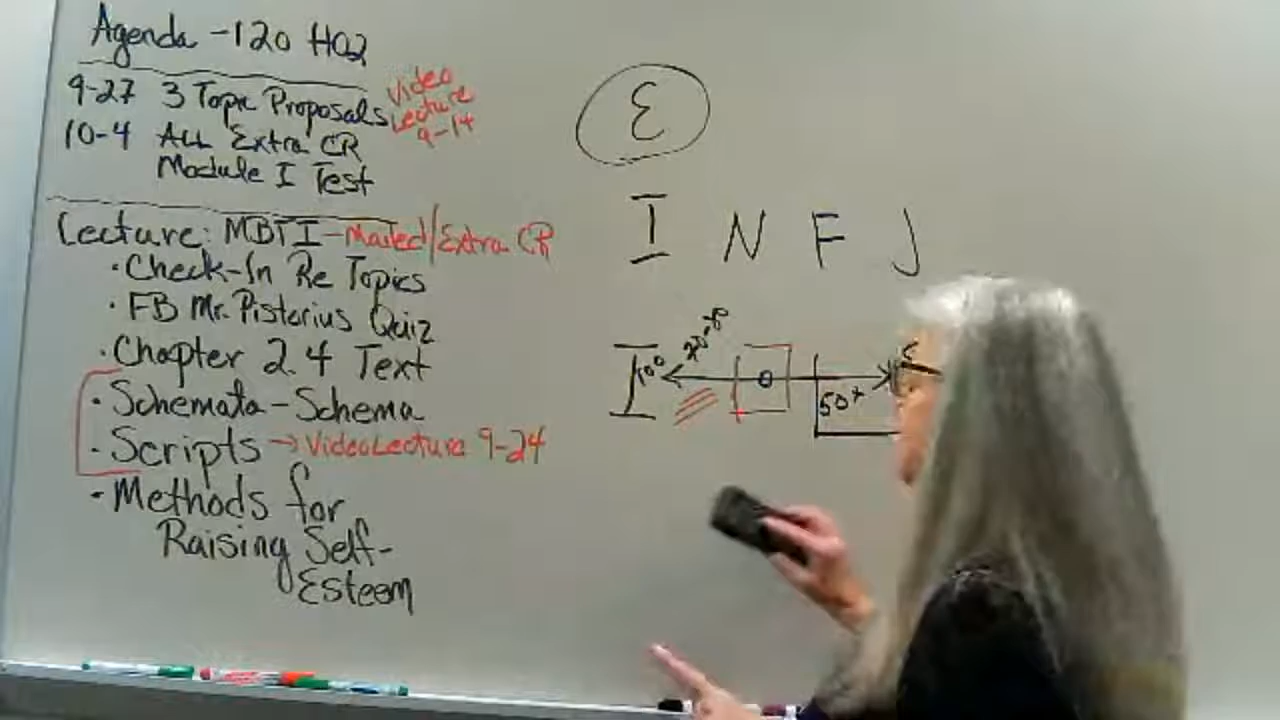 Agenda - 120 H02
9-27 3 Topic Proposals
Video
Lecture
9-14
10-4 ALL Extra CR
Module I Test
Lecture: MBTI - Mailed/Extra CR
• Check-In Re Topics
• FB Mr. Pistorius Quiz
• Chapter 2.4 Text
• Schemata - Schema
• Scripts → Video Lecture 9-24
• Methods for
Raising Self-
Esteem
E
I N F J
I 100 0
50+